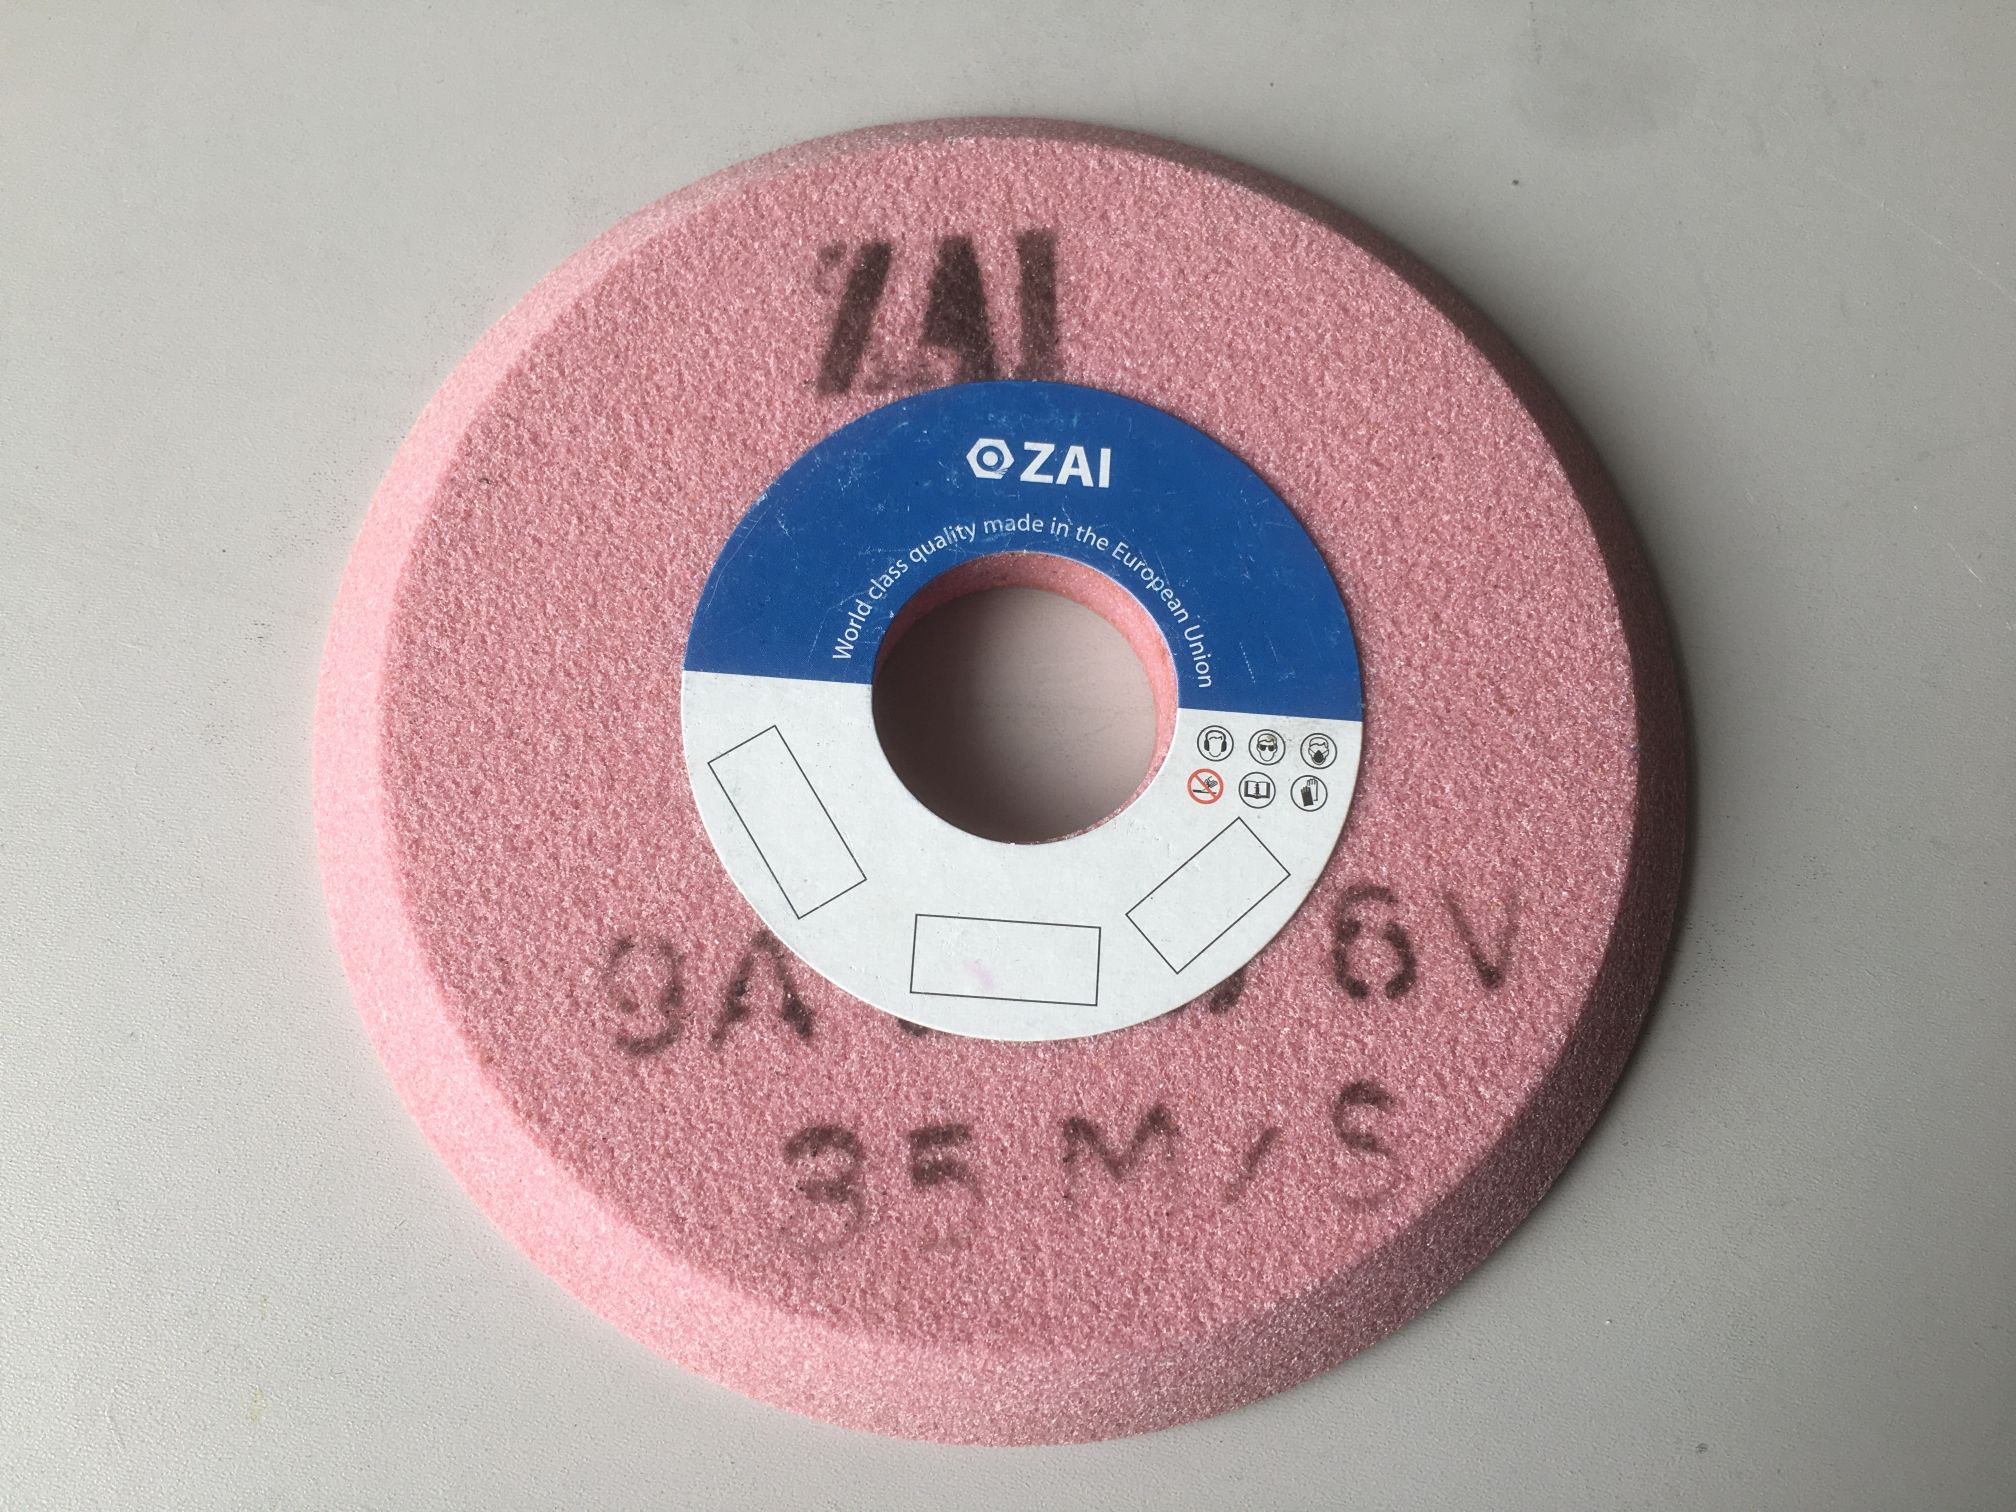 ZAI
ZAI
World class quality made in the European Union
9A 6V
35 M/S